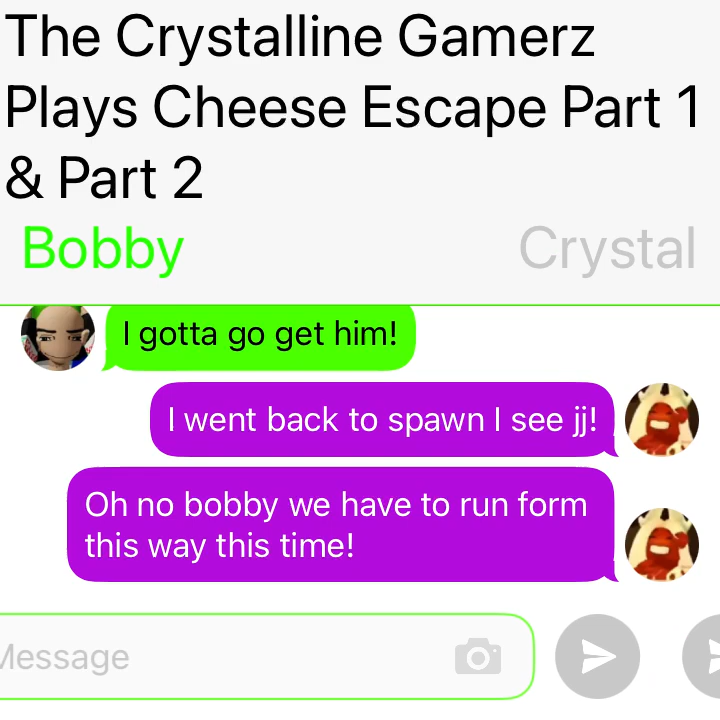 The Crystalline Gamerz
Plays Cheese Escape Part 1
& Part 2
Bobby
Crystal
I gotta go get him!
I went back to spawn I see jj!
Oh no bobby we have to run form
this way this time!
Message